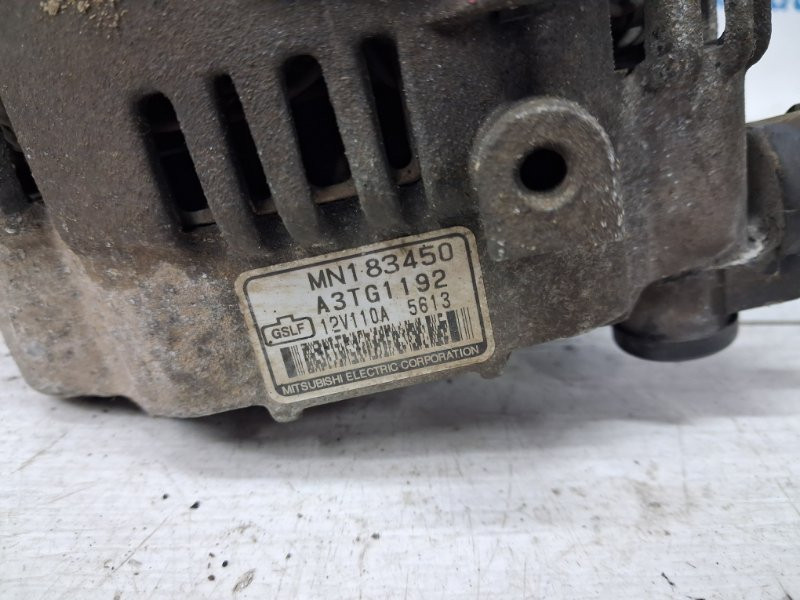 MN183450
A3TG1192
GSLF 12V110A 5613
MITSUBISHI ELECTRIC CORPORATION